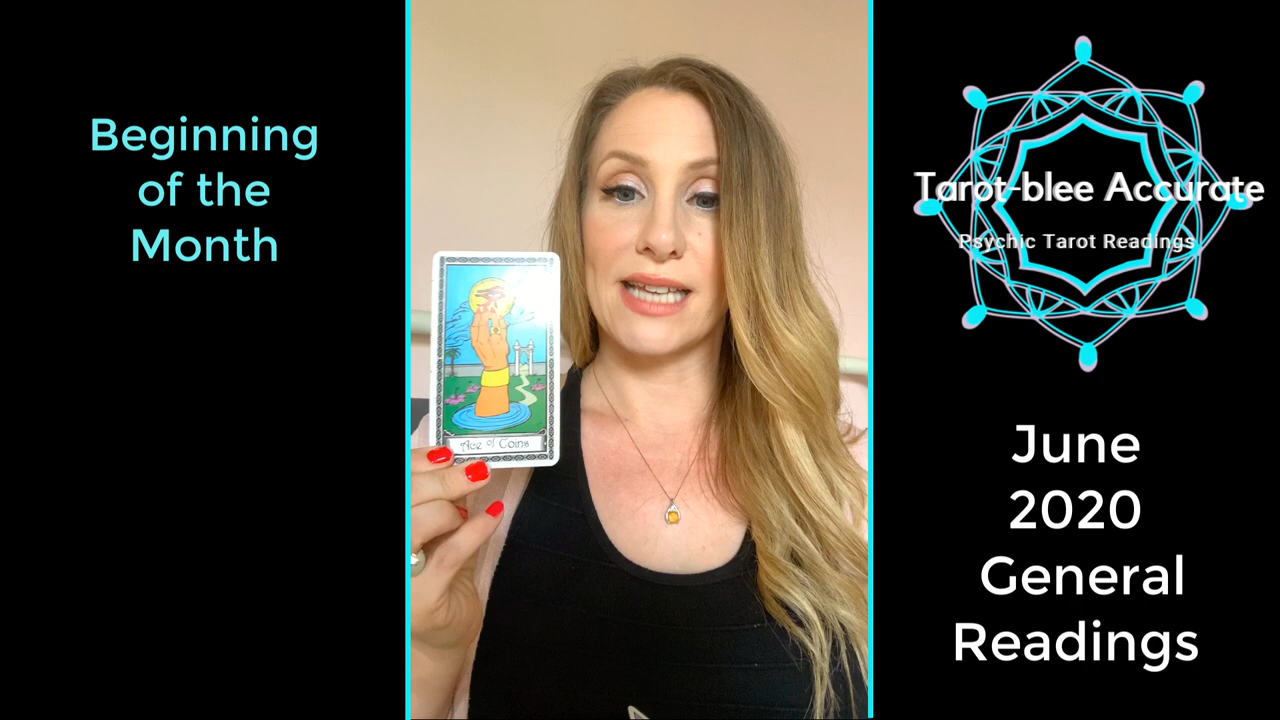 Beginning
of the
Month
Ace of Coins
Tarot-blee Accurate
Psychic Tarot Readings
June
2020
General
Readings